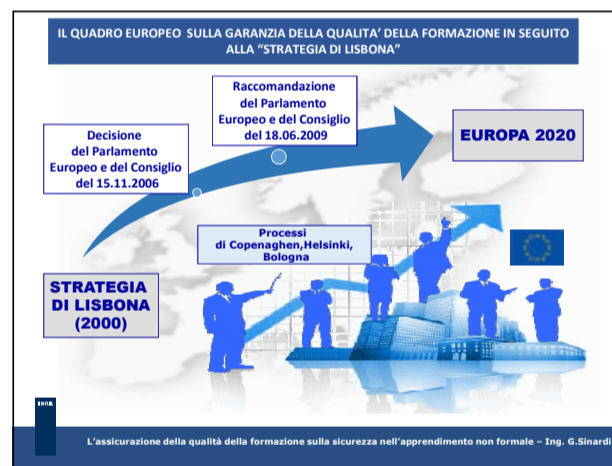 IL QUADRO EUROPEO SULLA GARANZIA DELLA QUALITA' DELLA FORMAZIONE IN SEGUITO
ALLA "STRATEGIA DI LISBONA"
Raccomandazione
del Parlamento
Europeo e del Consiglio
del 18.06.2009
Decisione
del Parlamento
Europeo e del Consiglio
del 15.11.2006
EUROPA 2020
Processi
di Copenaghen,Helsinki,
Bologna
STRATEGIA
DI LISBONA
(2000)
L'assicurazione della qualità della formazione sulla sicurezza nell'apprendimento non formale – Ing. G.Sinardi